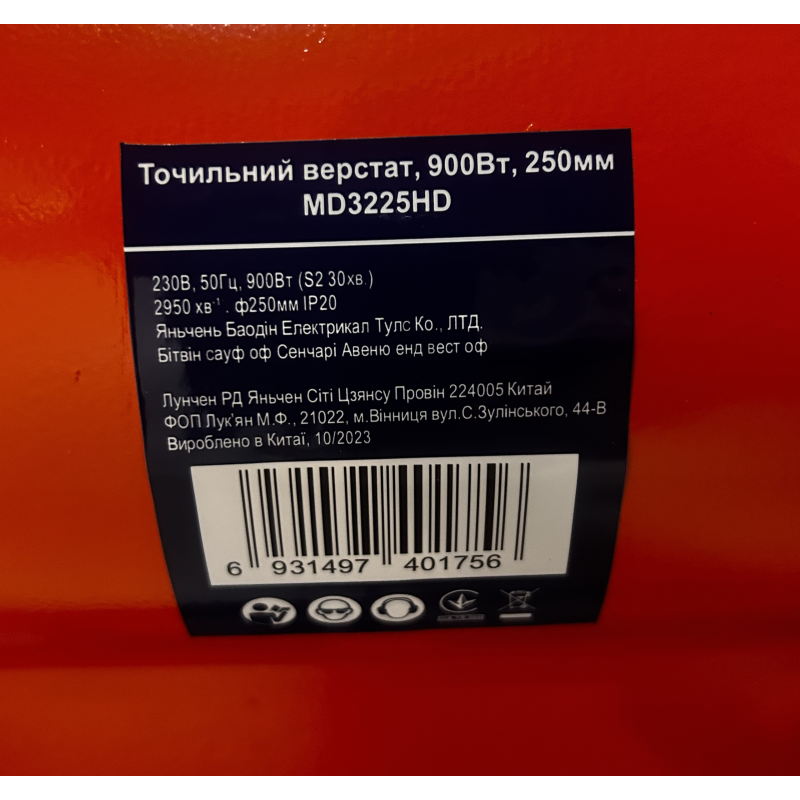 Точильний верстат, 900Вт, 250мм
MD3225HD
230В, 50Гц, 900Вт (S2 30хв.)
2950 хв⁻¹ . ф250мм IP20
Яньчень Баодін Електрикал Тулс Ко., ЛТД.
Бітвін сауф оф Сенчарі Авеню енд вест оф
Лунчен РД Яньчен Сіті Цзянсу Провін 224005 Китай
ФОП Лук'ян М.Ф., 21022, м.Вінниця вул.С.Зулінського, 44-В
Вироблено в Китаї, 10/2023
6 931497 401756